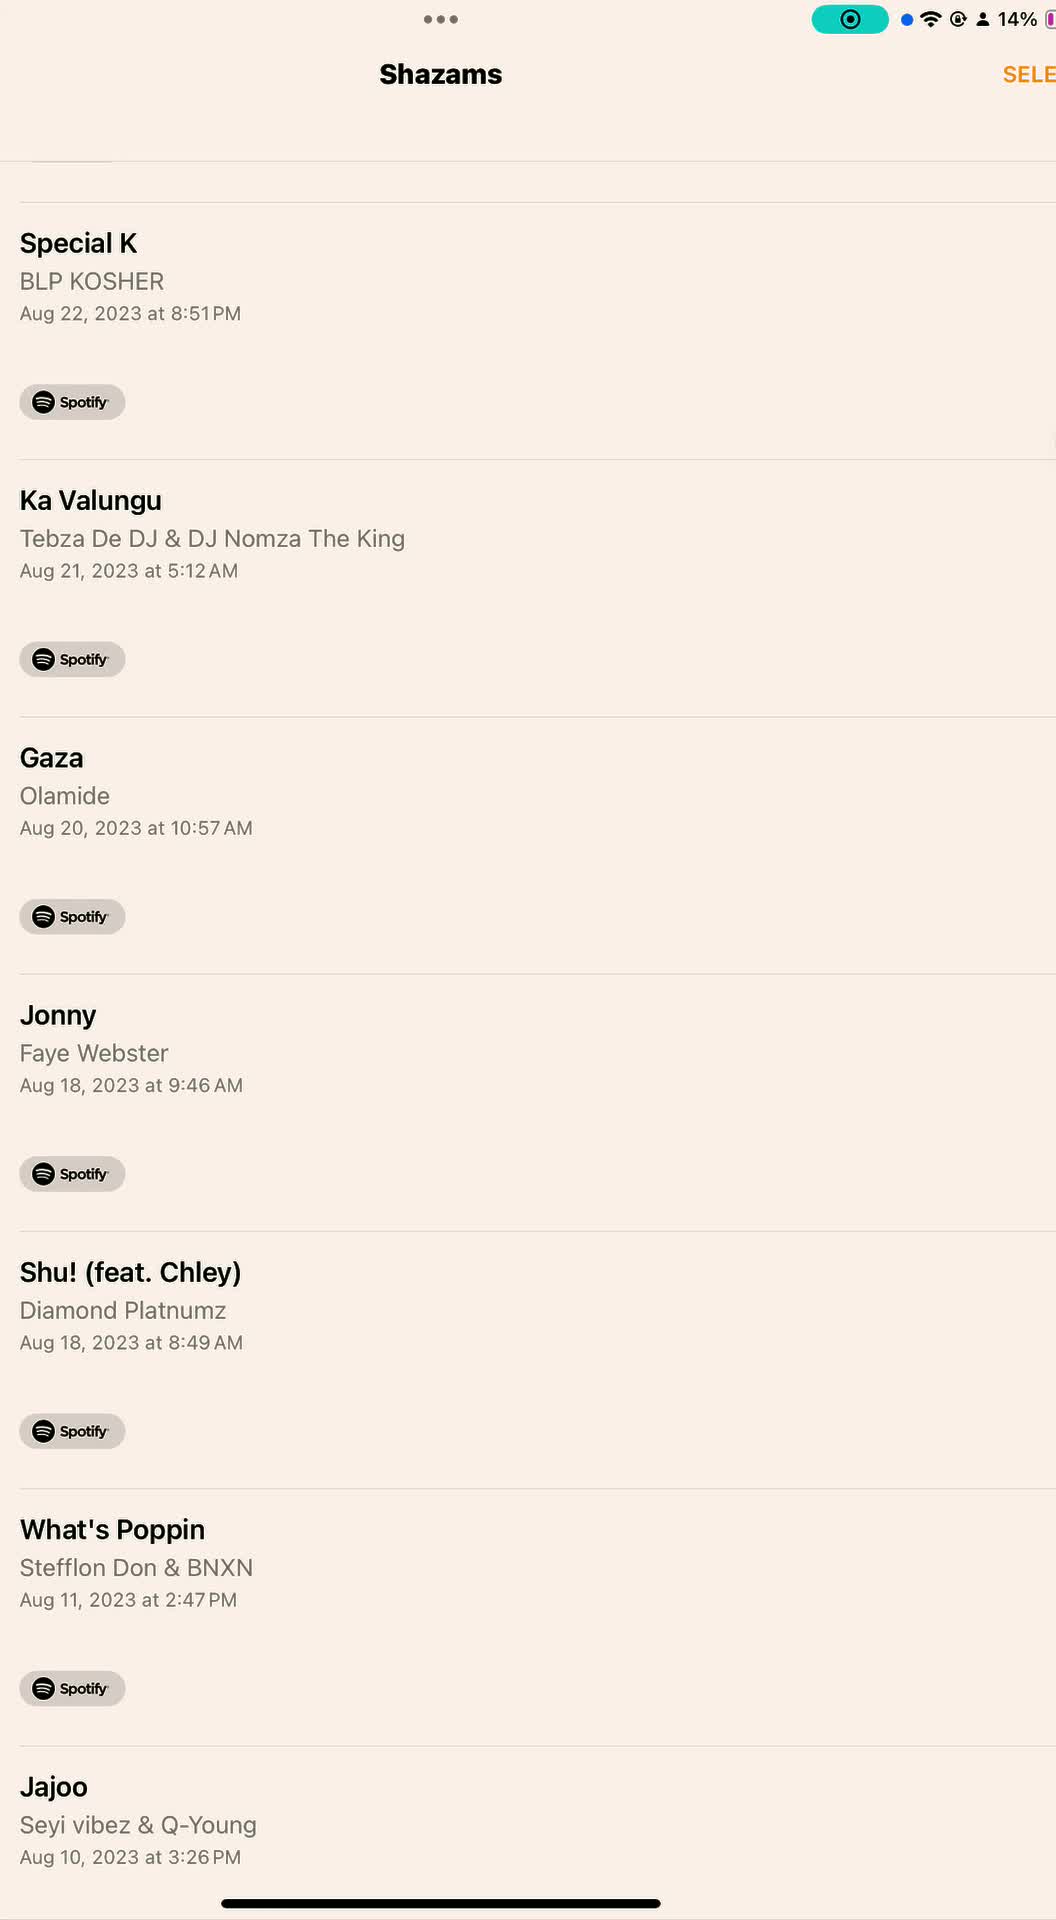 14%
Shazams
SELE
Special K
BLP KOSHER
Aug 22, 2023 at 8:51 PM
Spotify
Ka Valungu
Tebza De DJ & DJ Nomza The King
Aug 21, 2023 at 5:12 AM
Spotify
Gaza
Olamide
Aug 20, 2023 at 10:57 AM
Spotify
Jonny
Faye Webster
Aug 18, 2023 at 9:46 AM
Spotify
Shu! (feat. Chley)
Diamond Platnumz
Aug 18, 2023 at 8:49 AM
Spotify
What's Poppin
Stefflon Don & BNXN
Aug 11, 2023 at 2:47 PM
Spotify
Jajoo
Seyi vibez & Q-Young
Aug 10, 2023 at 3:26 PM